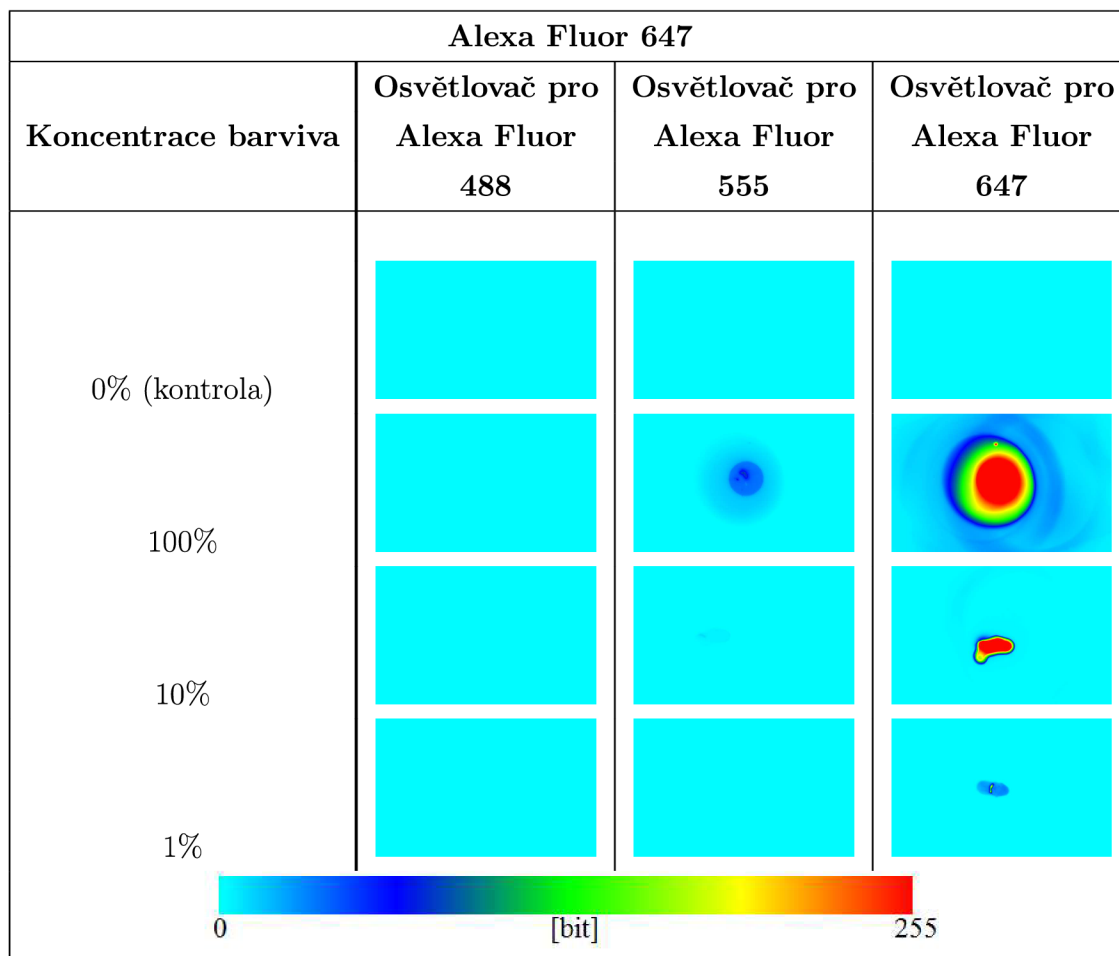 Alexa Fluor 647
Koncentrace barviva
Osvětlovač pro
Alexa Fluor
488
Osvětlovač pro
Alexa Fluor
555
Osvětlovač pro
Alexa Fluor
647
0% (kontrola)
100%
10%
1%
0
[bit]
255